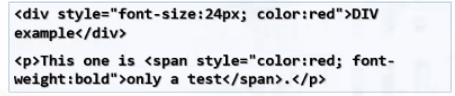 <div style="font-size:24px; color:red">DIV
example</div>
<p>This one is <span style="color:red; font-
weight:bold">only a test</span>.</p>